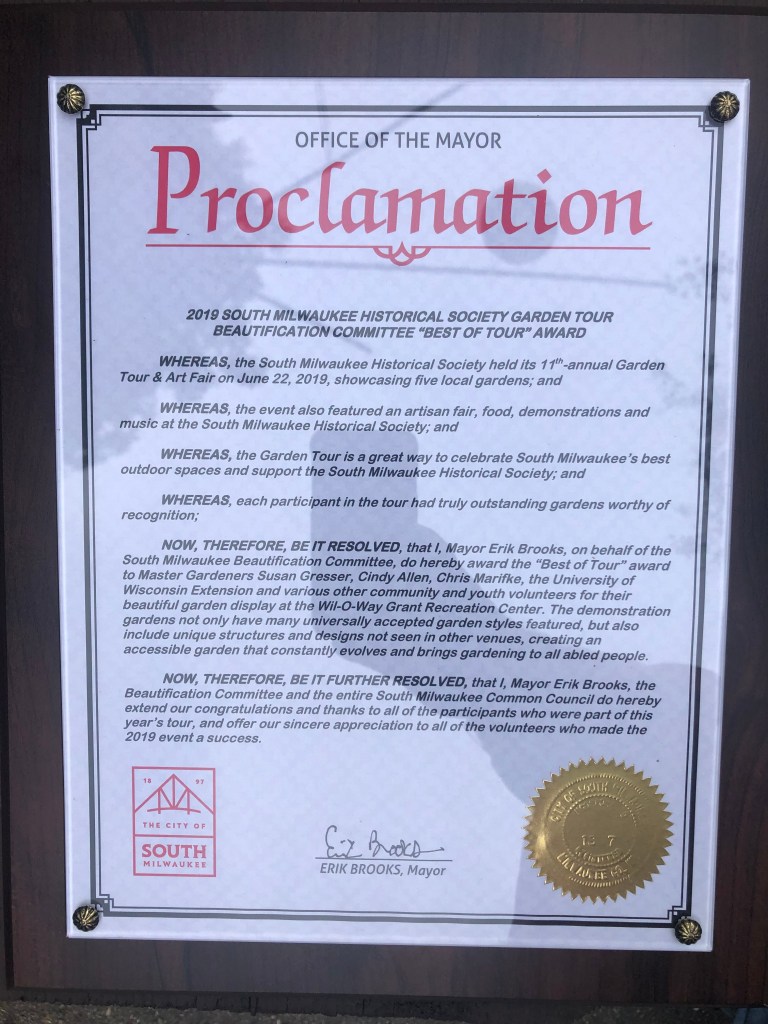 OFFICE OF THE MAYOR
Proclamation
2019 SOUTH MILWAUKEE HISTORICAL SOCIETY GARDEN TOUR
BEAUTIFICATION COMMITTEE “BEST OF TOUR” AWARD
WHEREAS, the South Milwaukee Historical Society held its 11th-annual Garden
Tour & Art Fair on June 22, 2019, showcasing five local gardens; and
WHEREAS, the event also featured an artisan fair, food, demonstrations and
music at the South Milwaukee Historical Society; and
WHEREAS, the Garden Tour is a great way to celebrate South Milwaukee’s best
outdoor spaces and support the South Milwaukee Historical Society; and
WHEREAS, each participant in the tour had truly outstanding gardens worthy of
recognition;
NOW, THEREFORE, BE IT RESOLVED, that I, Mayor Erik Brooks, on behalf of the
South Milwaukee Beautification Committee, do hereby award the “Best of Tour” award
to Master Gardeners Susan Gresser, Cindy Allen, Chris Marifke, the University of
Wisconsin Extension and various other community and youth volunteers for their
beautiful garden display at the Wil-O-Way Grant Recreation Center. The demonstration
gardens not only have many universally accepted garden styles featured, but also
include unique structures and designs not seen in other venues, creating an
accessible garden that constantly evolves and brings gardening to all abled people.
NOW, THEREFORE, BE IT FURTHER RESOLVED, that I, Mayor Erik Brooks, the
Beautification Committee and the entire South Milwaukee Common Council do hereby
extend our congratulations and thanks to all of the participants who were part of this
year’s tour, and offer our sincere appreciation to all of the volunteers who made the
2019 event a success.
18 97
THE CITY OF
SOUTH
MILWAUKEE
Erik Brooks
ERIK BROOKS, Mayor
CITY OF SOUTH